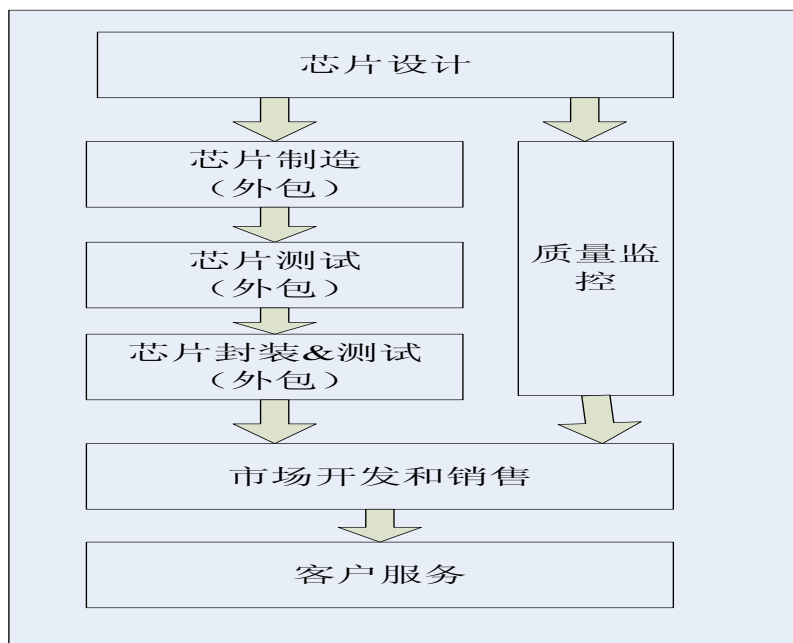 芯片设计
芯片制造
（外包）
芯片测试
（外包）
芯片封装&测试
（外包）
质量监
控
市场开发和销售
客户服务